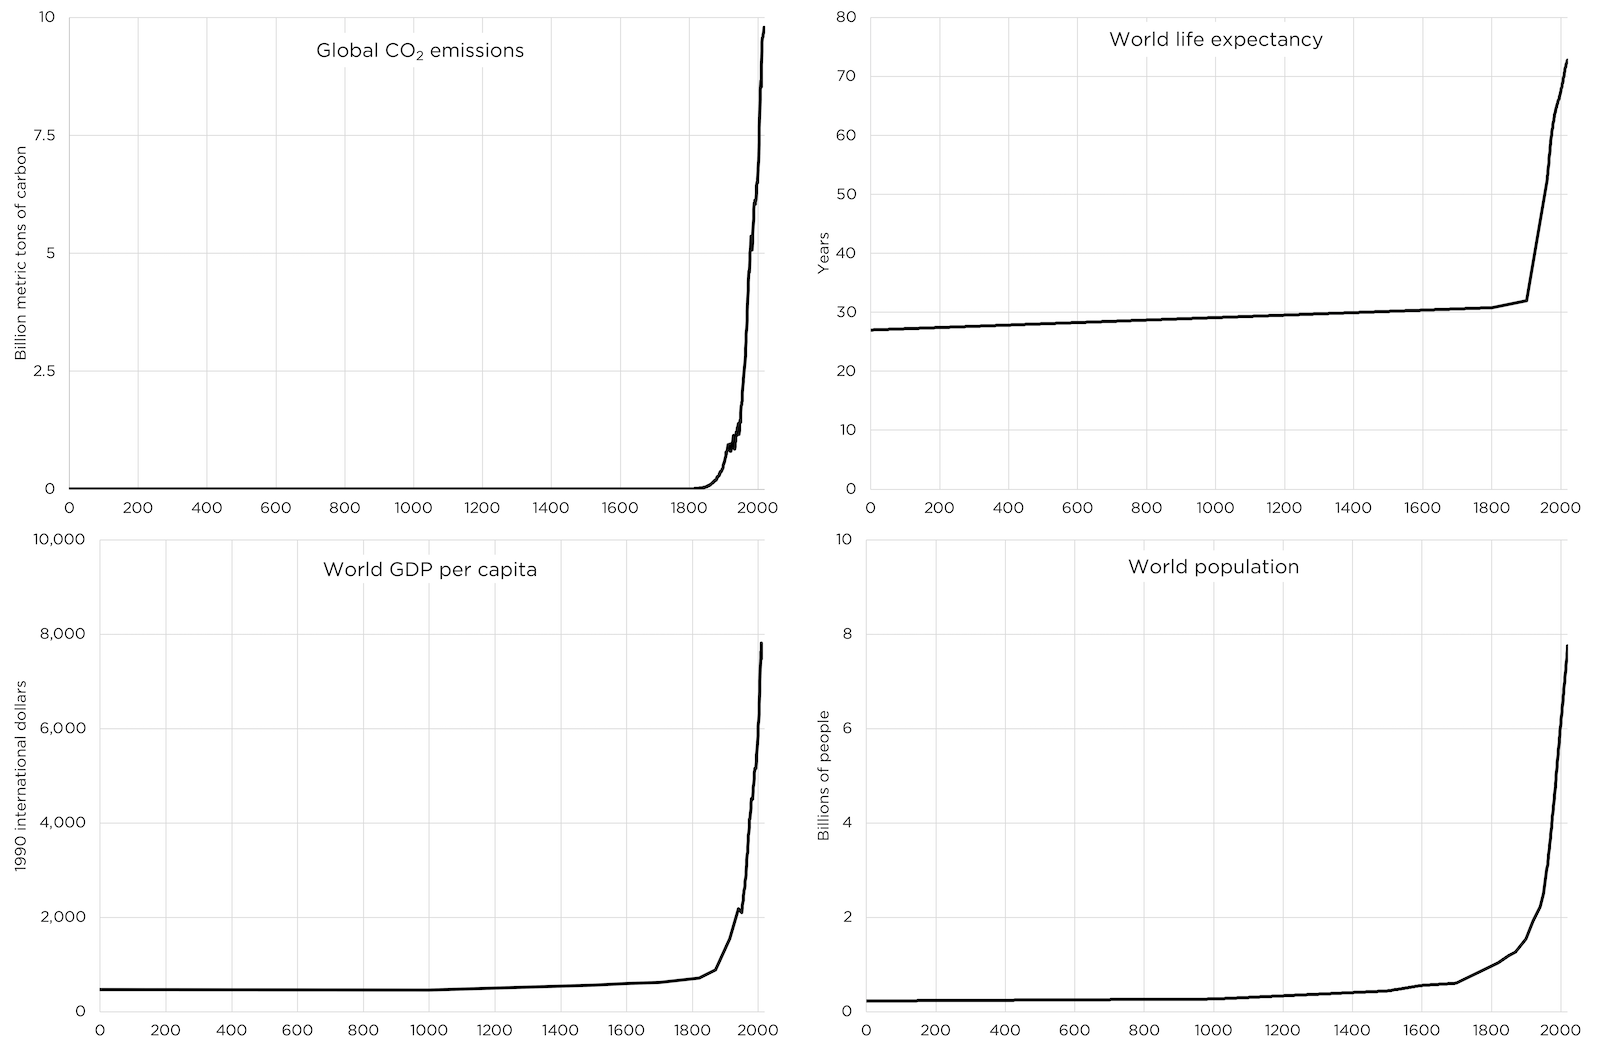 Global CO₂ emissions
Billion metric tons of carbon
10
7.5
5
2.5
0
0 200 400 600 800 1000 1200 1400 1600 1800 2000
World life expectancy
Years
80
70
60
50
40
30
20
10
0
0 200 400 600 800 1000 1200 1400 1600 1800 2000
World GDP per capita
1990 international dollars
10,000
8,000
6,000
4,000
2,000
0
0 200 400 600 800 1000 1200 1400 1600 1800 2000
World population
Billions of people
10
8
6
4
2
0
0 200 400 600 800 1000 1200 1400 1600 1800 2000